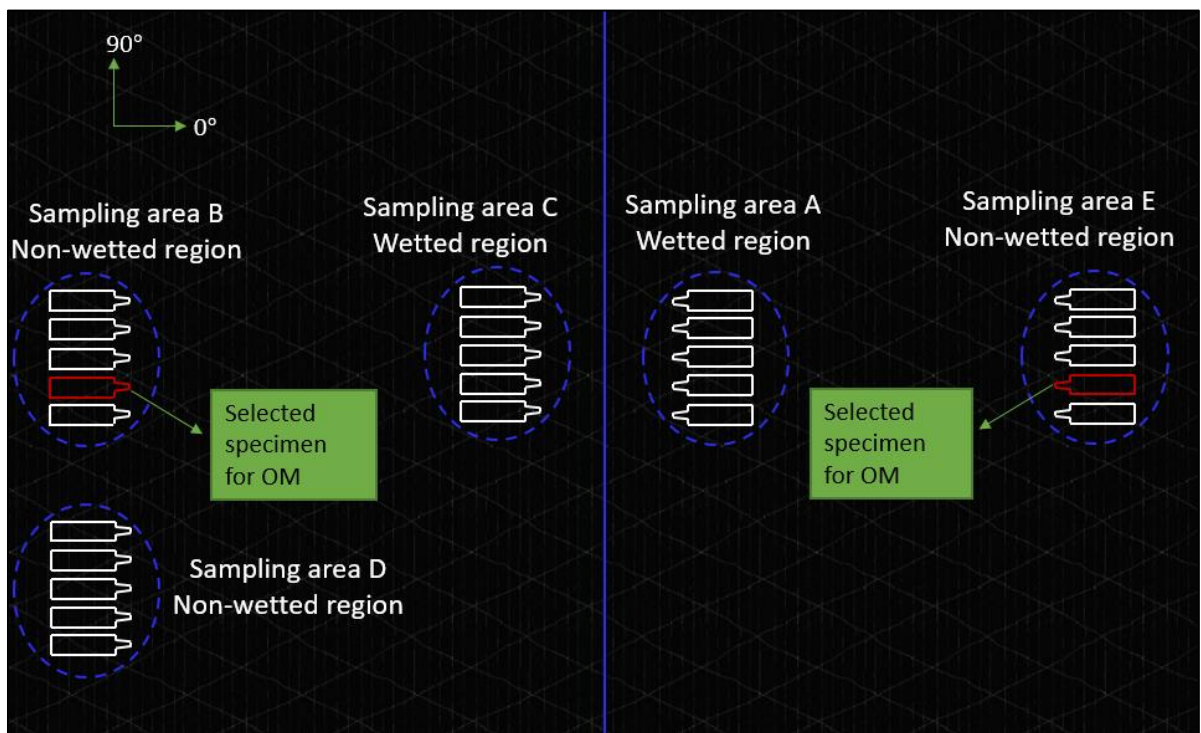 90°
0°
Sampling area B
Non-wetted region
Sampling area C
Wetted region
Sampling area A
Wetted region
Sampling area E
Non-wetted region
Selected
specimen
for OM
Selected
specimen
for OM
Sampling area D
Non-wetted region